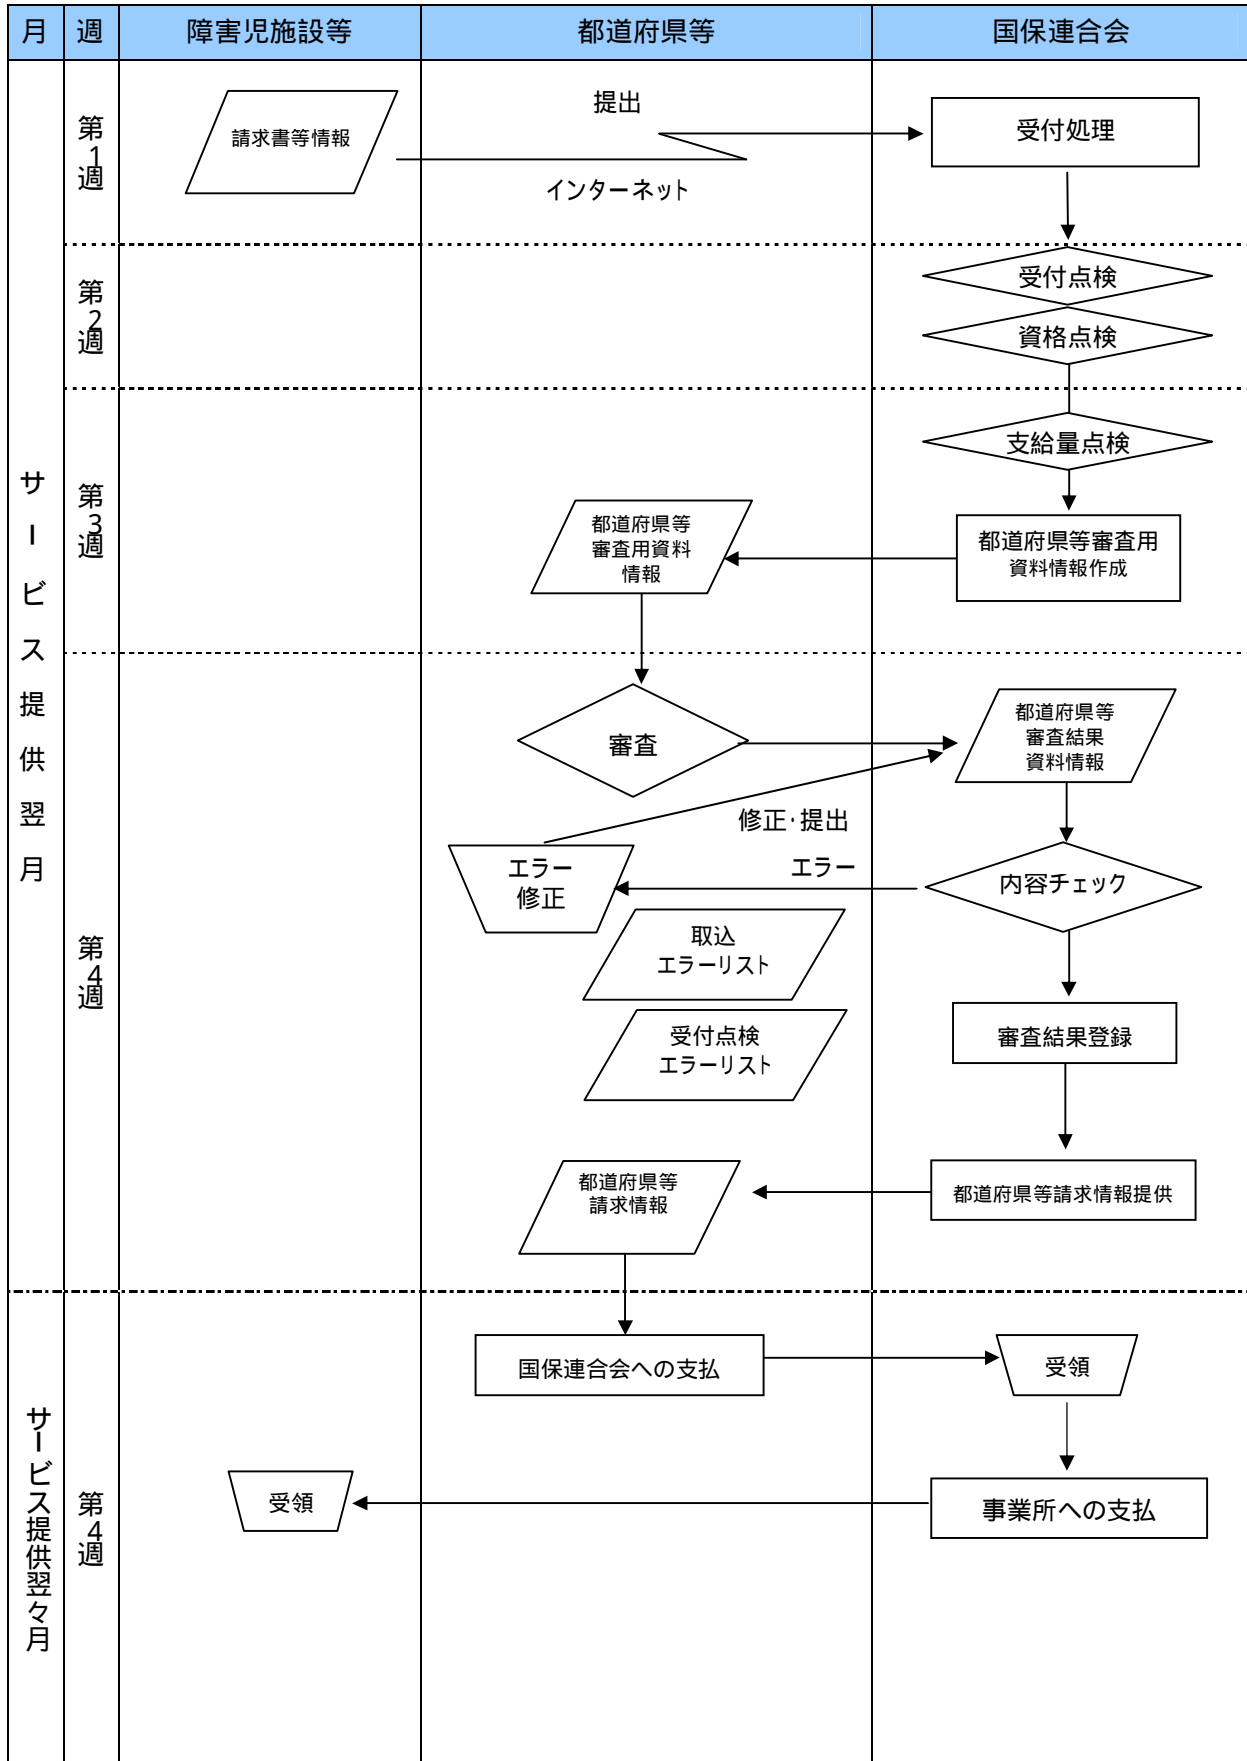 月 週 障害児施設等 都道府県等 国保連合会
サービス提供翌月
第1週
請求書等情報
提出
インターネット
受付処理
第2週
受付点検
資格点検
第3週
支給量点検
都道府県等
審査用資料
情報
都道府県等審査用
資料情報作成
第4週
審査
都道府県等
審査結果
資料情報
修正・提出
エラー
修正
エラー
内容チェック
取込
エラーリスト
受付点検
エラーリスト
審査結果登録
都道府県等
請求情報
都道府県等請求情報提供
サービス提供翌々月
第4週
国保連合会への支払
受領
受領
事業所への支払